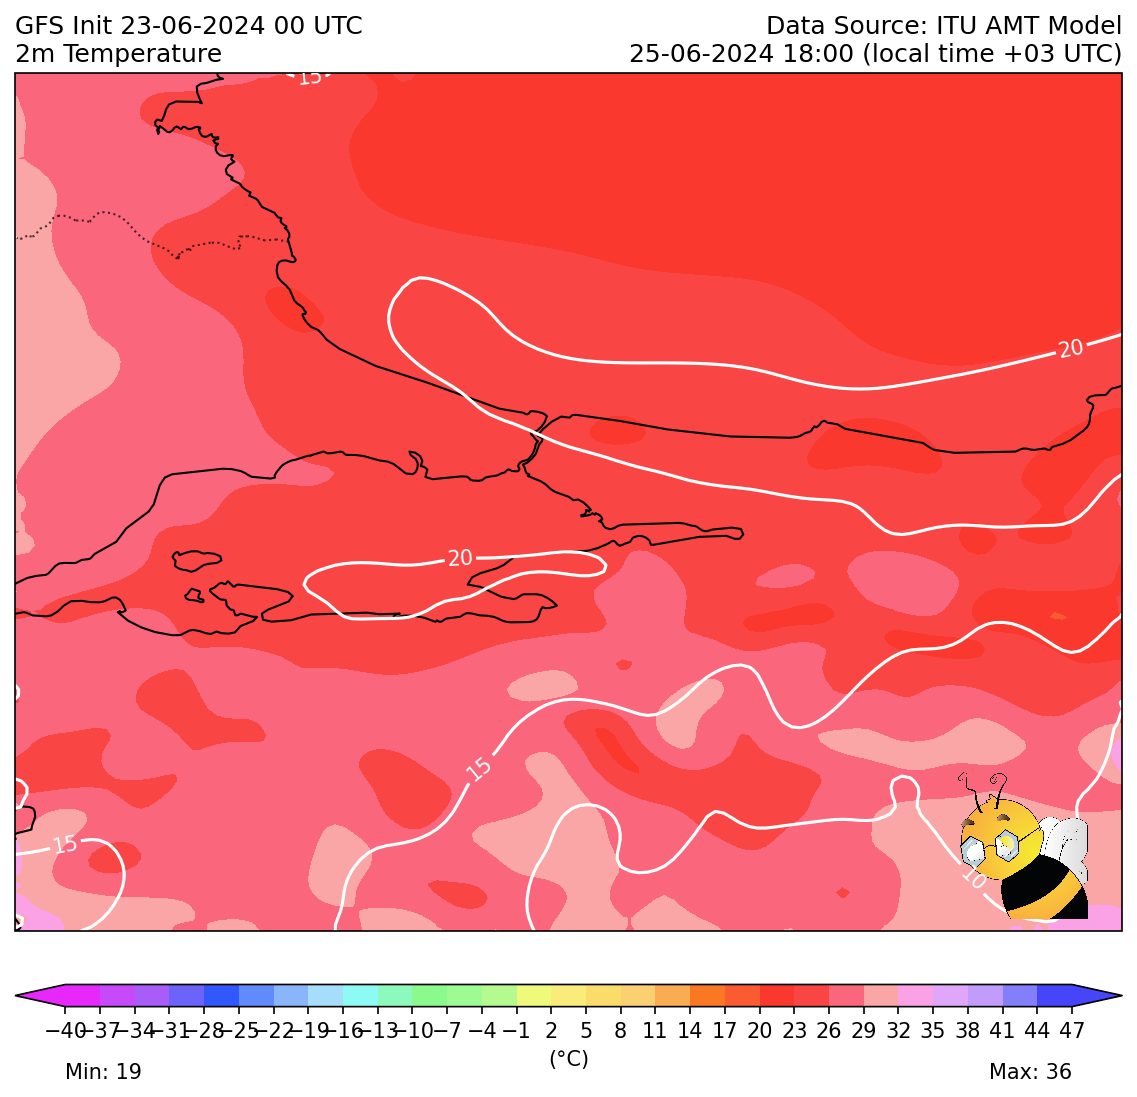 GFS Init 23-06-2024 00 UTC
Data Source: ITU AMT Model
2m Temperature
25-06-2024 18:00 (local time +03 UTC)
15
20
20
15
15
10
−40 −37 −34 −31 −28 −25 −22 −19 −16 −13 −10 −7 −4 −1 2 5 8 11 14 17 20 23 26 29 32 35 38 41 44 47
(°C)
Min: 19
Max: 36